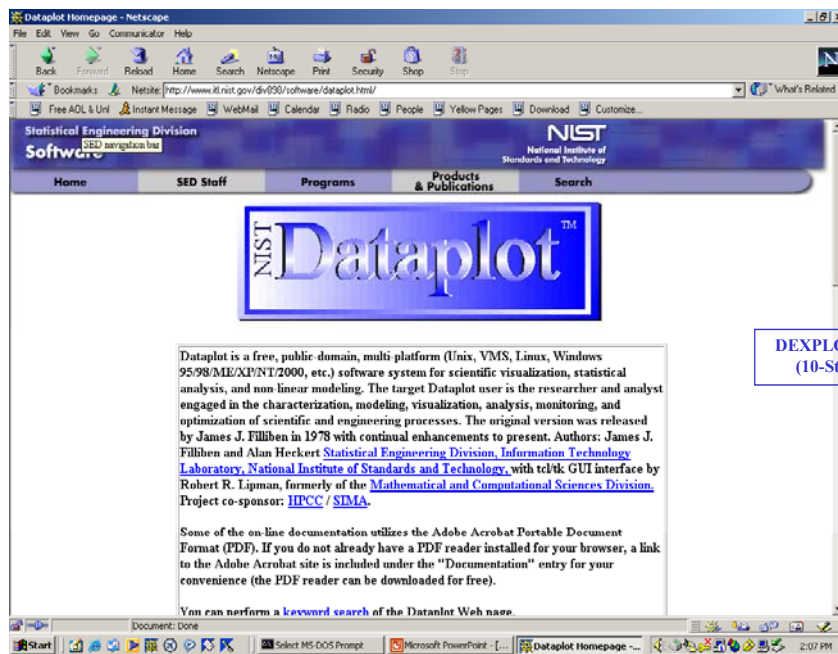 Dataplot Homepage - Netscape
File Edit View Go Communicator Help
Back Forward Reload Home Search Netscape Print Security Shop Stop
Bookmarks Netsite: http://www.itl.nist.gov/div898/software/dataplot.html/ What's Related
Free AOL & Unl Instant Message WebMail Calendar Radio People Yellow Pages Download Customize...
Statistical Engineering Division
Software
SED navigation bar
NIST
National Institute of
Standards and Technology
Home SED Staff Programs Products & Publications Search
NIST Dataplot TM
DEXPLO
(10-St
Dataplot is a free, public-domain, multi-platform (Unix, VMS, Linux, Windows
95/98/ME/XP/NT/2000, etc.) software system for scientific visualization, statistical
analysis, and non-linear modeling. The target Dataplot user is the researcher and analyst
engaged in the characterization, modeling, visualization, analysis, monitoring, and
optimization of scientific and engineering processes. The original version was released
by James J. Filliben in 1978 with continual enhancements to present. Authors: James J.
Filliben and Alan Heckert Statistical Engineering Division, Information Technology
Laboratory, National Institute of Standards and Technology, with tcl/tk GUI interface by
Robert R. Lipman, formerly of the Mathematical and Computational Sciences Division.
Project co-sponsor: HPCC / SIMA.
Some of the on-line documentation utilizes the Adobe Acrobat Portable Document
Format (PDF). If you do not already have a PDF reader installed for your browser, a link
to the Adobe Acrobat site is included under the "Documentation" entry for your
convenience (the PDF reader can be downloaded for free).
You can perform a keyword search of the Dataplot Web page.
Document: Done
Start Select MS-DOS Prompt Microsoft PowerPoint - [... Dataplot Homepage -... 2:07 PM